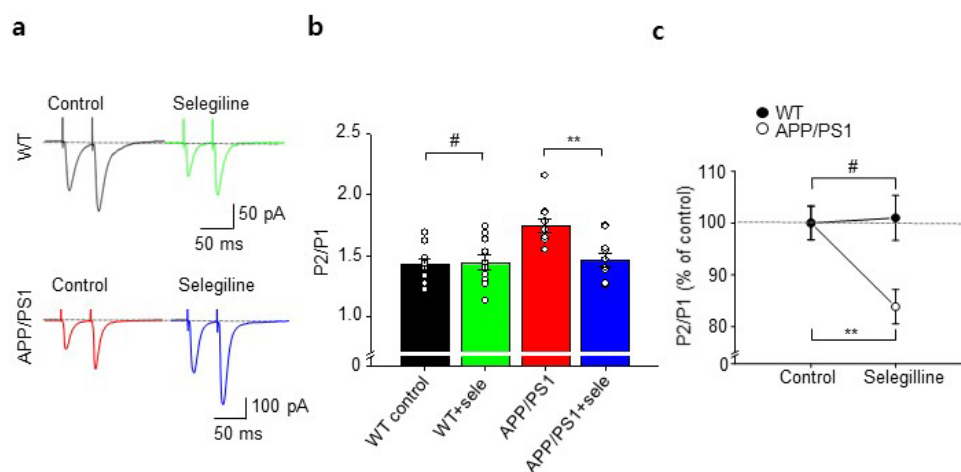 a
Control
Selegiline
WT
50 pA
50 ms
Control
Selegiline
APP/PS1
100 pA
50 ms
b
P2/P1
2.5
2.0
1.5
1.0
0
#
**
WT control
WT+sele
APP/PS1
APP/PS1+sele
c
WT
APP/PS1
P2/P1 (% of control)
110
100
90
80
0
#
**
Control
Selegilline